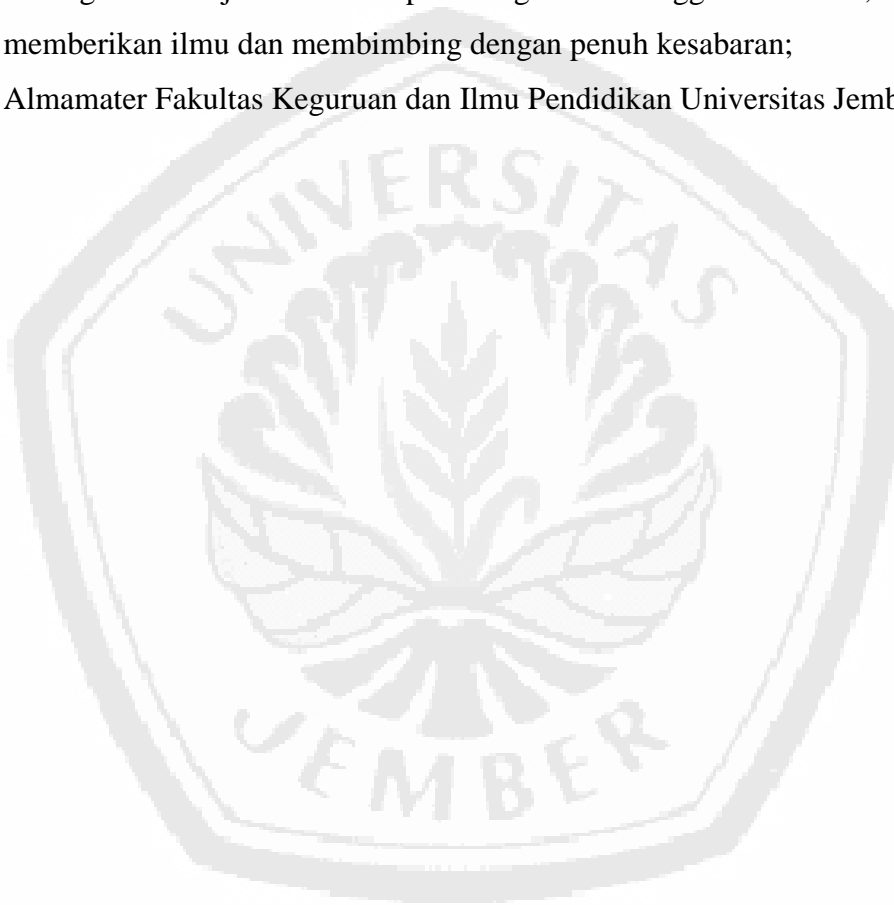 memberikan ilmu dan membimbing dengan penuh kesabaran;
Almamater Fakultas Keguruan dan Ilmu Pendidikan Universitas Jemb
UNIVERSITAS
JEMBER